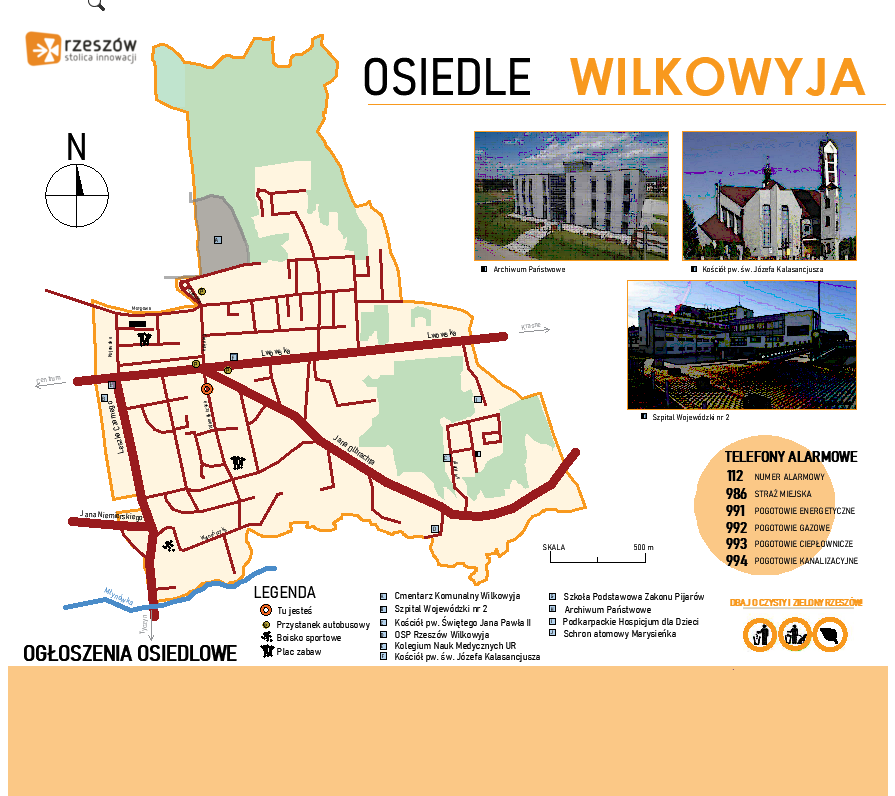 rzeszów
stolica innowacji
OSIEDLE WILKOWYJA
N
Archiwum Państwowe
Kościół pw. św. Józefa Kalasancjusza
Szpital Wojewódzki nr 2
Krasne
Lwowska
Lwowska
Centrum
Jana Olbrachta
Jana Niemierskiego
Młynówka
Tyczyn
SKALA 500 m
TELEFONY ALARMOWE
112 NUMER ALARMOWY
986 STRAŻ MIEJSKA
991 POGOTOWIE ENERGETYCZNE
992 POGOTOWIE GAZOWE
993 POGOTOWIE CIEPŁOWNICZE
994 POGOTOWIE KANALIZACYJNE
DBAJ O CZYSTY I ZIELONY RZESZÓW!
LEGENDA
Tu jesteś
Przystanek autobusowy
Boisko sportowe
Plac zabaw
Cmentarz Komunalny Wilkowyja
Szpital Wojewódzki nr 2
Kościół pw. Świętego Jana Pawła II
OSP Rzeszów Wilkowyja
Kolegium Nauk Medycznych UR
Kościół pw. św. Józefa Kalasancjusza
Szkoła Podstawowa Zakonu Pijarów
Archiwum Państwowe
Podkarpackie Hospicjum dla Dzieci
Schron atomowy Marysieńka
OGŁOSZENIA OSIEDLOWE